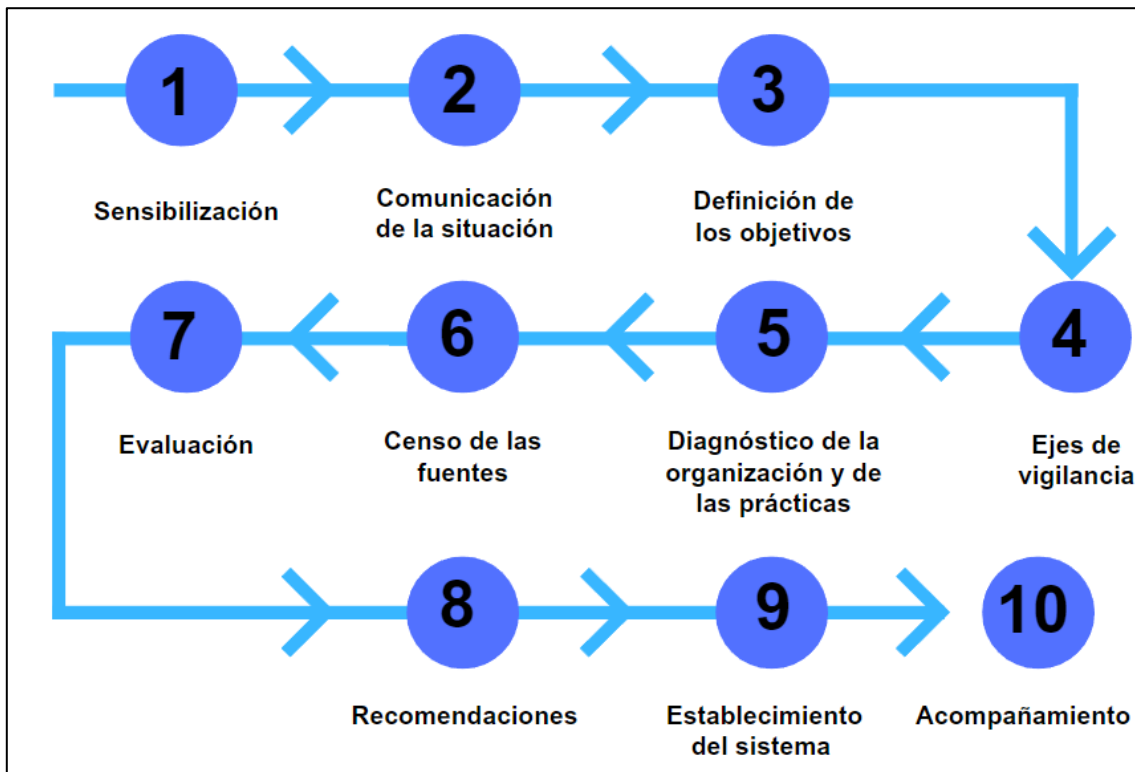 1
Sensibilización
2
Comunicación
de la situación
3
Definición de
los objetivos
4
Ejes de
vigilancia
5
Diagnóstico de la
organización y de
las prácticas
6
Censo de las
fuentes
7
Evaluación
8
Recomendaciones
9
Establecimiento
del sistema
10
Acompañamiento